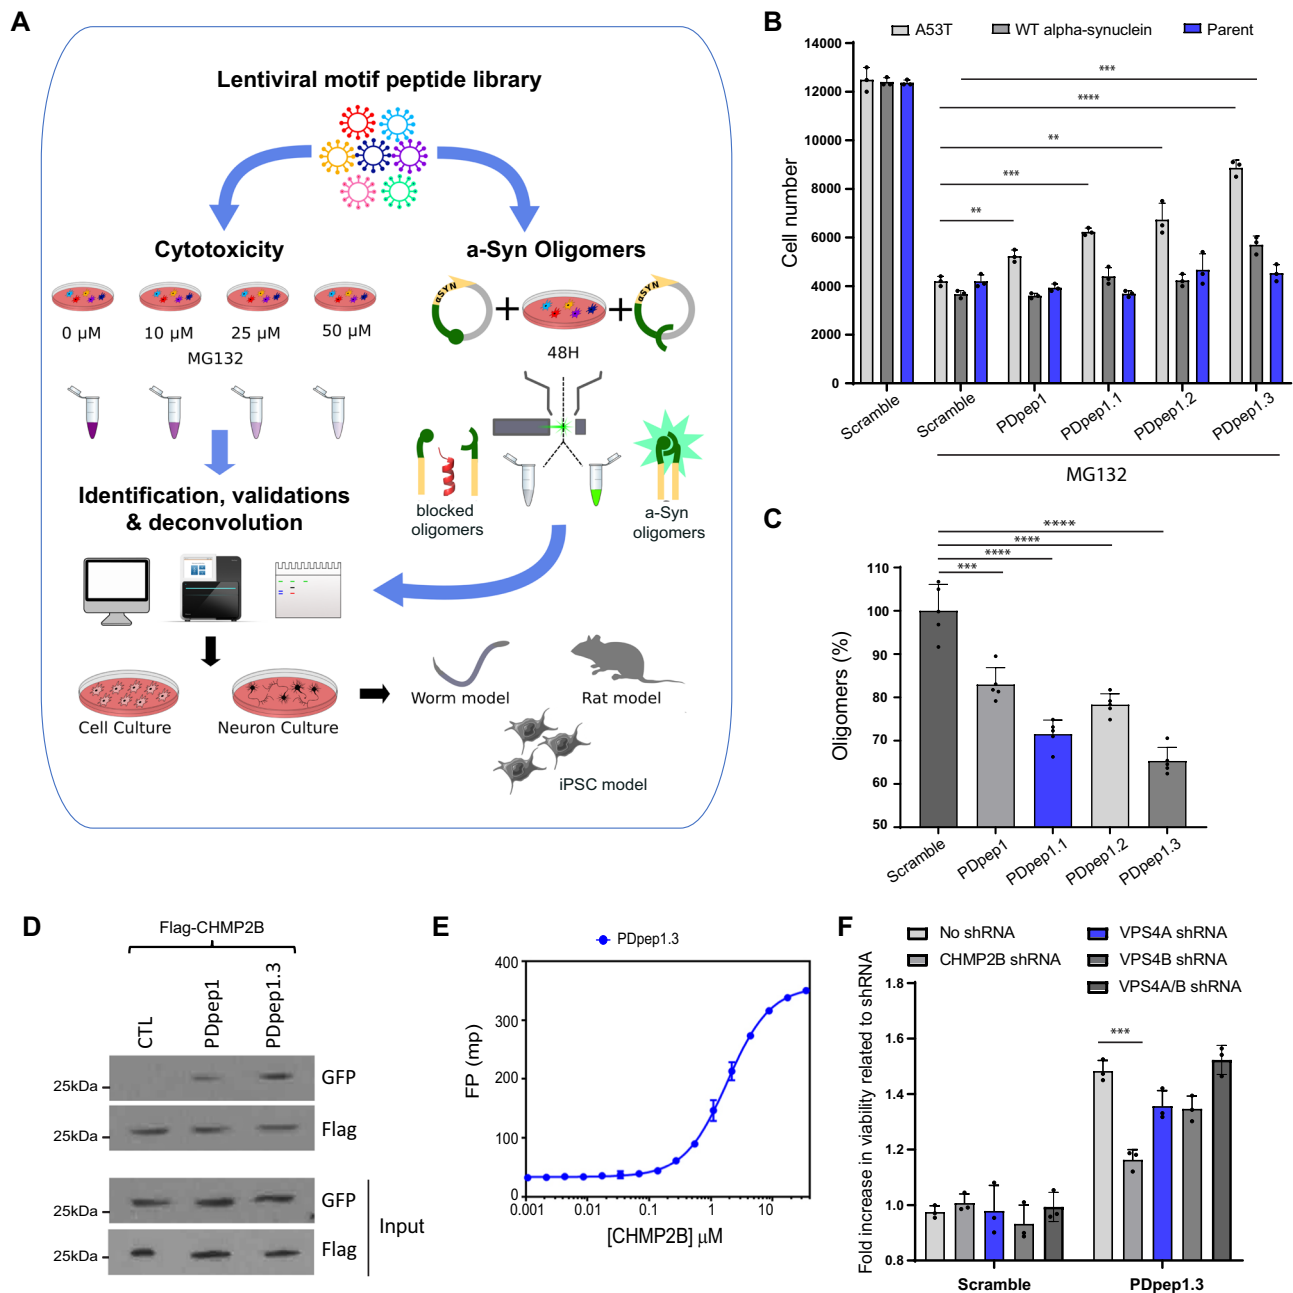 A
Lentiviral motif peptide library
Cytotoxicity
a-Syn Oligomers
0 µM
10 µM
25 µM
50 µM
MG132
αSYN
αSYN
48H
blocked
oligomers
a-Syn
oligomers
Identification, validations
& deconvolution
Cell Culture
Neuron Culture
Worm model
Rat model
iPSC model
B
A53T
WT alpha-synuclein
Parent
Cell number
14000
12000
10000
8000
6000
4000
2000
0
**
***
**
****
***
Scramble
Scramble
PDpep1
PDpep1.1
PDpep1.2
PDpep1.3
MG132
C
Oligomers (%)
110
100
90
80
70
60
50
***
****
****
****
Scramble
PDpep1
PDpep1.1
PDpep1.2
PDpep1.3
D
Flag-CHMP2B
CTL
PDpep1
PDpep1.3
25kDa
GFP
25kDa
Flag
25kDa
GFP
25kDa
Flag
Input
E
PDpep1.3
FP (mp)
400
300
200
100
0
0.001
0.01
0.1
1
10
[CHMP2B] µM
F
No shRNA
CHMP2B shRNA
VPS4A shRNA
VPS4B shRNA
VPS4A/B shRNA
Fold increase in viability related to shRNA
1.8
1.6
1.4
1.2
1.0
0.8
***
Scramble
PDpep1.3